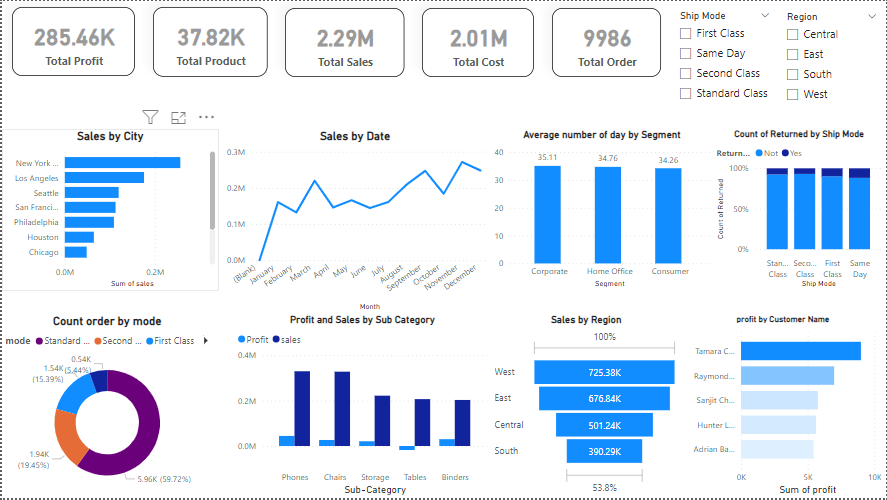 285.46K
Total Profit
37.82K
Total Product
2.29M
Total Sales
2.01M
Total Cost
9986
Total Order
Ship Mode
First Class
Same Day
Second Class
Standard Class
Region
Central
East
South
West
Sales by City
New York ...
Los Angeles
Seattle
San Franci...
Philadelphia
Houston
Chicago
0.0M 0.2M
Sum of sales
Sales by Date
0.3M
0.2M
0.1M
0.0M
(Blank) January February March April May June July August September October November December
Month
Average number of day by Segment
40
20
0
35.11 34.76 34.26
Corporate Home Office Consumer
Segment
Count of Returned by Ship Mode
Return... Not Yes
100%
50%
0%
Count of Returned
Stan... Class
Seco... Class
First Class
Same Day
Ship Mode
Count order by mode
mode Standard ... Second ... First Class
0.54K (5.44%)
1.54K (15.39%)
1.94K (19.45%)
5.96K (59.72%)
Profit and Sales by Sub Category
Profit sales
0.4M
0.2M
0.0M
Phones Chairs Storage Tables Binders
Sub-Category
Sales by Region
100%
West 725.38K
East 676.84K
Central 501.24K
South 390.29K
53.8%
profit by Customer Name
Tamara C...
Raymond...
Sanjit Ch...
Hunter L...
Adrian Ba...
0K 5K 10K
Sum of profit